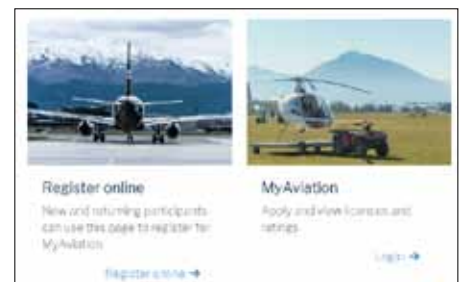 Register online
New and returning participants
can use this page to register for
MyAviation
Register online
MyAviation
Apply and view licences and
ratings.
Login